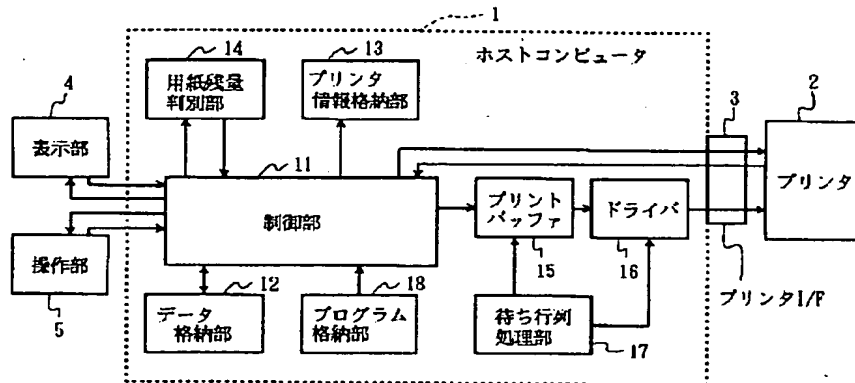 1
14
13
ホストコンピュータ
用紙残量
判別部
プリンタ
情報格納部
4
3
2
表示部
11
制御部
プリント
バッファ
ドライバ
プリンタ
操作部
15
16
5
12
18
プリンタI/F
データ
格納部
プログラム
格納部
待ち行列
処理部
17